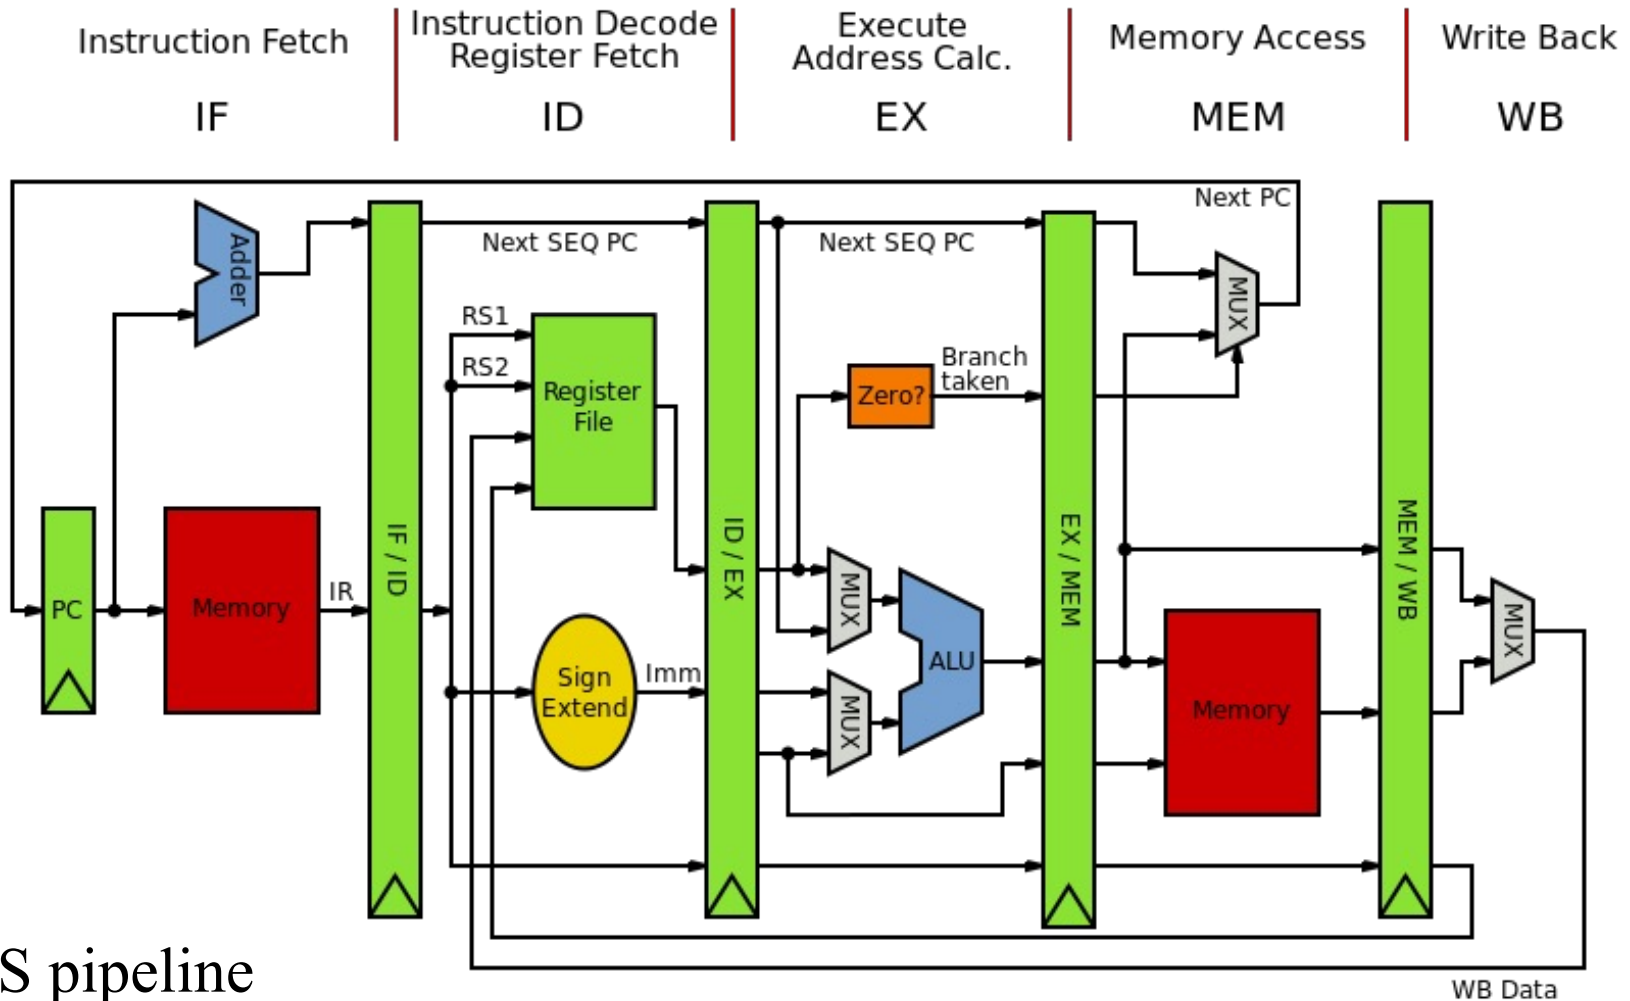 Instruction Fetch
Instruction Decode
Register Fetch
Execute
Address Calc.
Memory Access
Write Back
IF
ID
EX
MEM
WB
Next PC
Adder
Next SEQ PC
Next SEQ PC
MUX
RS1
RS2
Register
File
Branch
taken
Zero?
IF / ID
ID / EX
EX / MEM
MEM / WB
PC
Memory
IR
MUX
ALU
MUX
Sign
Extend
Imm
MUX
Memory
S pipeline
WB Data